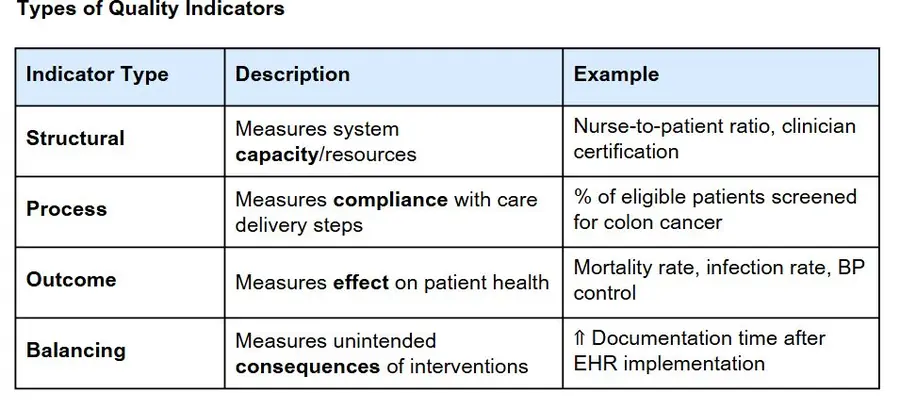 Types of Quality Indicators
Indicator Type
Description
Example
Structural
Measures system
capacity/resources
Nurse-to-patient ratio, clinician
certification
Process
Measures compliance with care
delivery steps
% of eligible patients screened
for colon cancer
Outcome
Measures effect on patient health
Mortality rate, infection rate, BP
control
Balancing
Measures unintended
consequences of interventions
⇑ Documentation time after
EHR implementation